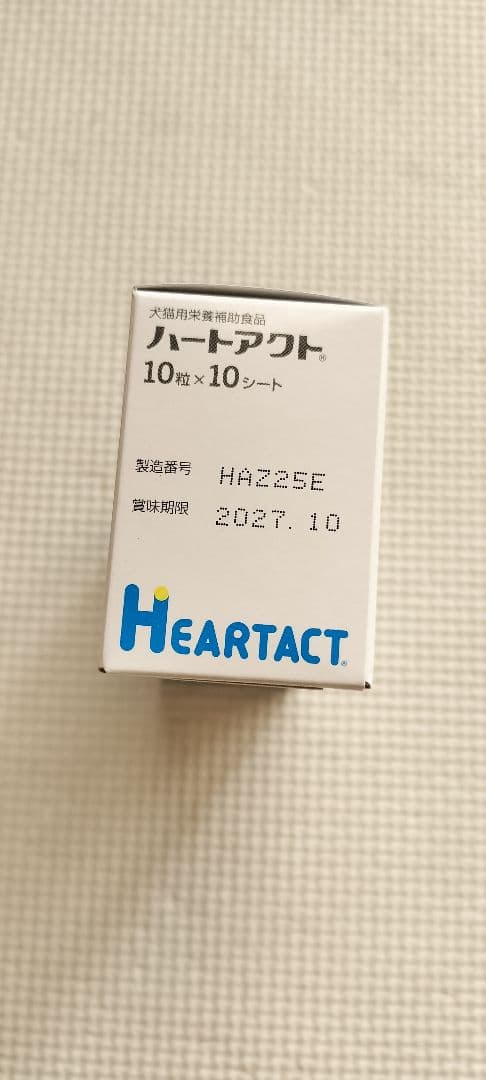 犬猫用栄養補助食品
ハートアクト®
10粒×10シート
製造番号 HAZ25E
賞味期限 2027.10
HEARTACT®